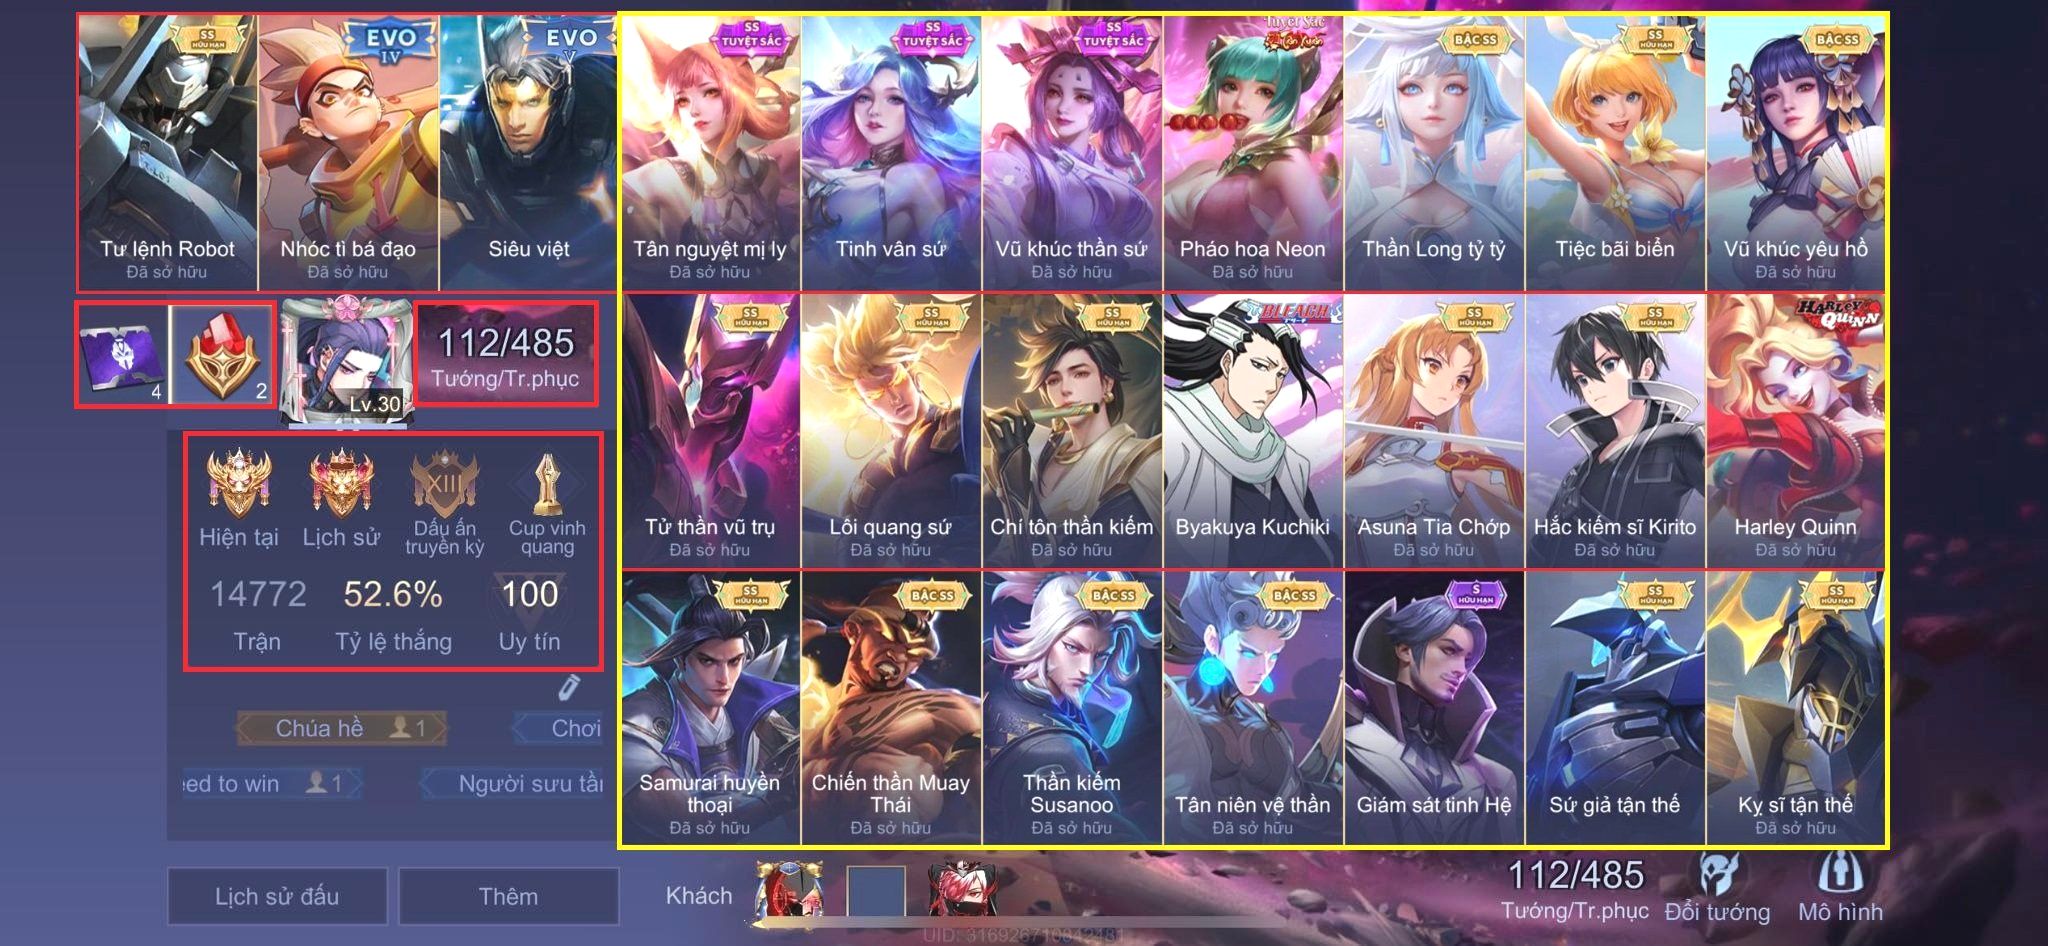 SS
HỮU HẠN
Tư lệnh Robot
Đã sở hữu
EVO
IV
Nhóc tì bá đạo
Đã sở hữu
EVO
V
Siêu việt
SS
TUYỆT SẮC
Tân nguyệt mị ly
Đã sở hữu
SS
TUYỆT SẮC
Tinh vân sứ
SS
TUYỆT SẮC
Vũ khúc thần sứ
Đã sở hữu
Tuyệt Sắc
Pháo hoa Neon
Đã sở hữu
BẬC SS
Thần Long tỷ tỷ
SS
HỮU HẠN
Tiệc bãi biển
BẬC SS
Vũ khúc yêu hồ
Đã sở hữu
4
2
Lv.30
112/485
Tướng/Tr.phục
SS
HỮU HẠN
Tử thần vũ trụ
Đã sở hữu
SS
HỮU HẠN
Lôi quang sứ
Đã sở hữu
SS
HỮU HẠN
Chí tôn thần kiếm
Đã sở hữu
BLEACH
Byakuya Kuchiki
SS
HỮU HẠN
Asuna Tia Chớp
Đã sở hữu
SS
HỮU HẠN
Hắc kiếm sĩ Kirito
Đã sở hữu
HARLEY
QUINN
Harley Quinn
Đã sở hữu
XIII
Hiện tại
Lịch sử
Dấu ấn
truyền kỳ
Cup vinh
quang
14772
Trận
52.6%
Tỷ lệ thắng
100
Uy tín
SS
HỮU HẠN
Samurai huyền
thoại
Đã sở hữu
BẬC SS
Chiến thần Muay
Thái
Đã sở hữu
BẬC SS
Thần kiếm
Susanoo
Đã sở hữu
BẬC SS
Tân niên vệ thần
Đã sở hữu
S
HỮU HẠN
Giám sát tinh Hệ
SS
HỮU HẠN
Sứ giả tận thế
SS
HỮU HẠN
Kỵ sĩ tận thế
Đã sở hữu
Chúa hề 1
Chơi
eed to win 1
Người sưu tầ
Lịch sử đấu
Thêm
Khách
112/485
Tướng/Tr.phục
Đổi tướng
Mô hình